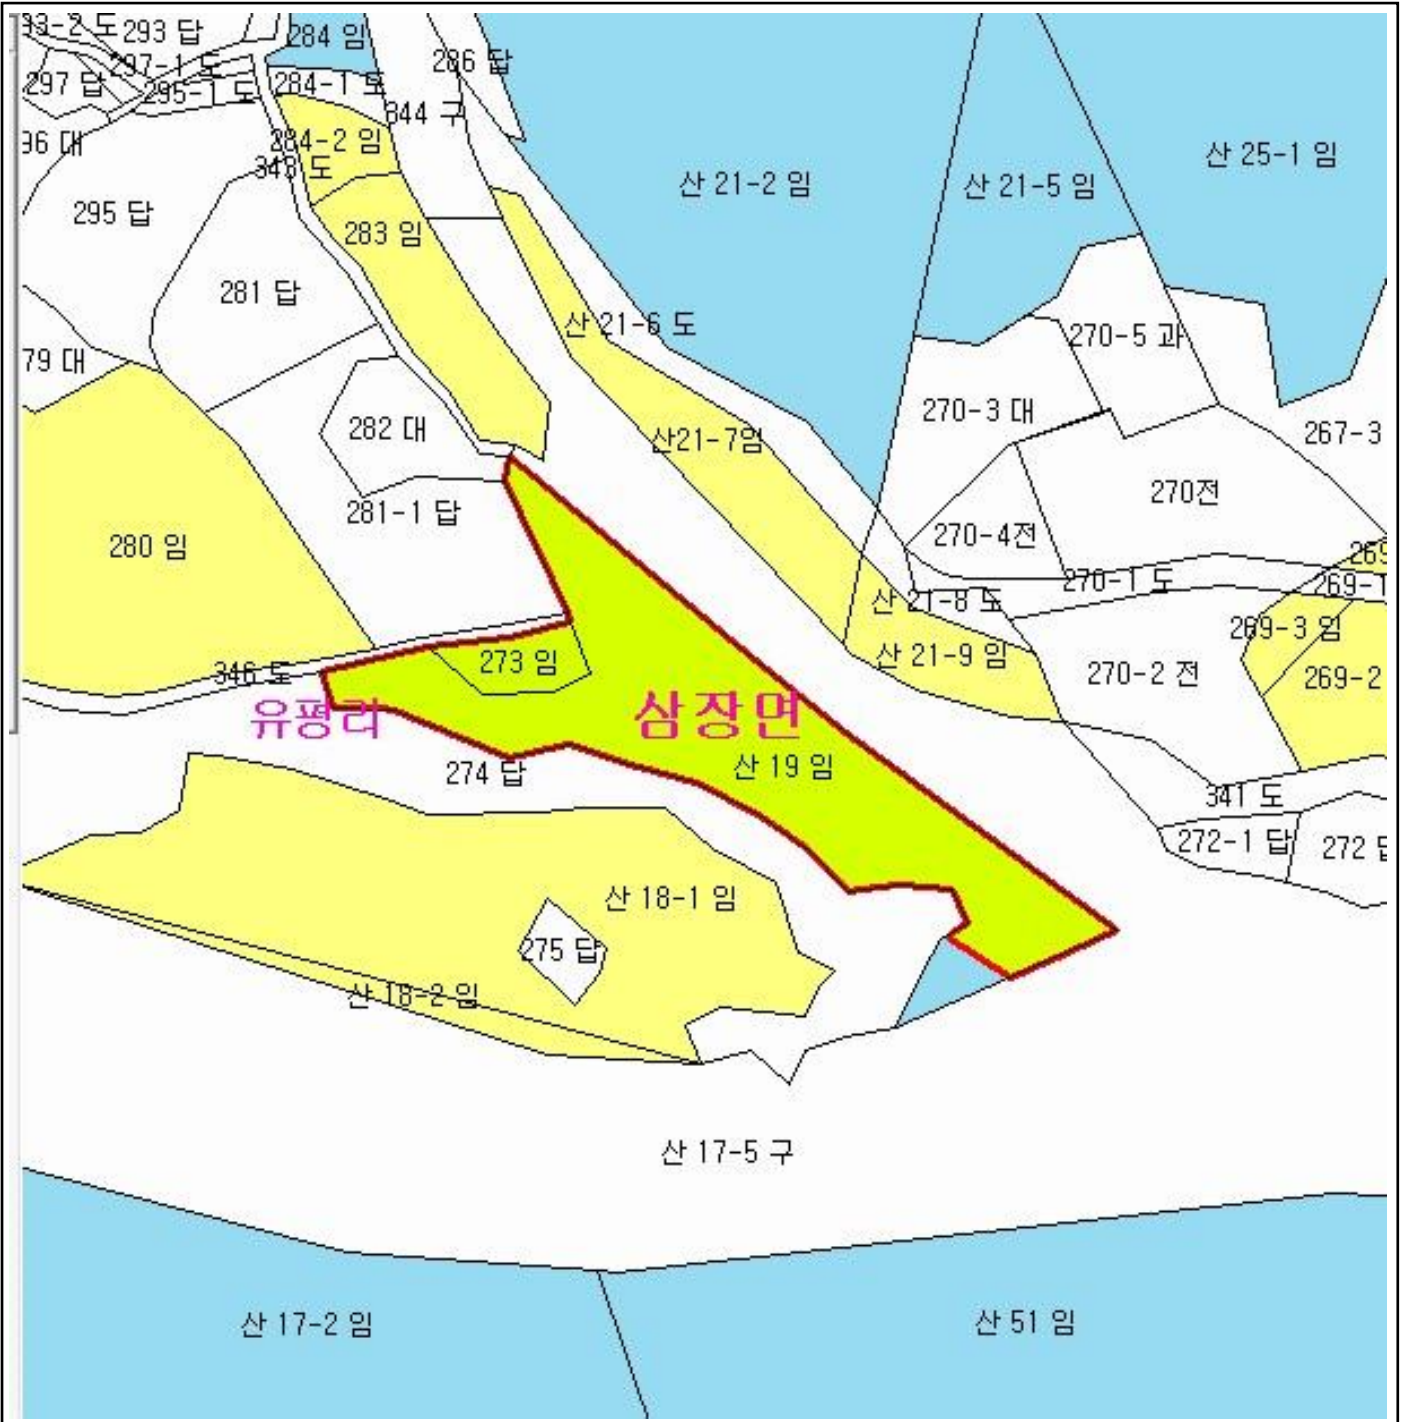 293 답
284 임
286 답
297-1 도
297 답
295-1 도
284-1 도
344 구
284-2 임
343 도
295 답
산 21-2 임
산 21-5 임
산 25-1 임
283 임
281 답
산 21-6 도
270-5 과
282 대
산21-7임
270-3 대
267-3
281-1 답
270전
280 임
270-4전
270-1 도
산 21-8 도
269-3 임
산 21-9 임
273 임
346 도
270-2 전
269-2
유평리
삼장면
274 답
산 19 임
341 도
272-1 답
272
산 18-1 임
275 답
산 18-2 임
산 17-5 구
산 17-2 임
산 51 임